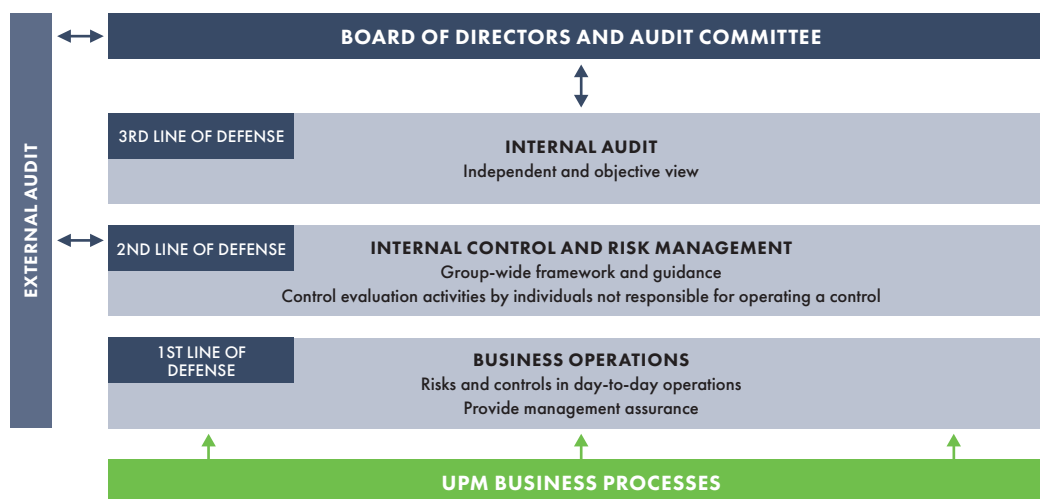 EXTERNAL AUDIT
BOARD OF DIRECTORS AND AUDIT COMMITTEE
3RD LINE OF DEFENSE
INTERNAL AUDIT
Independent and objective view
2ND LINE OF DEFENSE
INTERNAL CONTROL AND RISK MANAGEMENT
Group-wide framework and guidance
Control evaluation activities by individuals not responsible for operating a control
1ST LINE OF
DEFENSE
BUSINESS OPERATIONS
Risks and controls in day-to-day operations
Provide management assurance
UPM BUSINESS PROCESSES